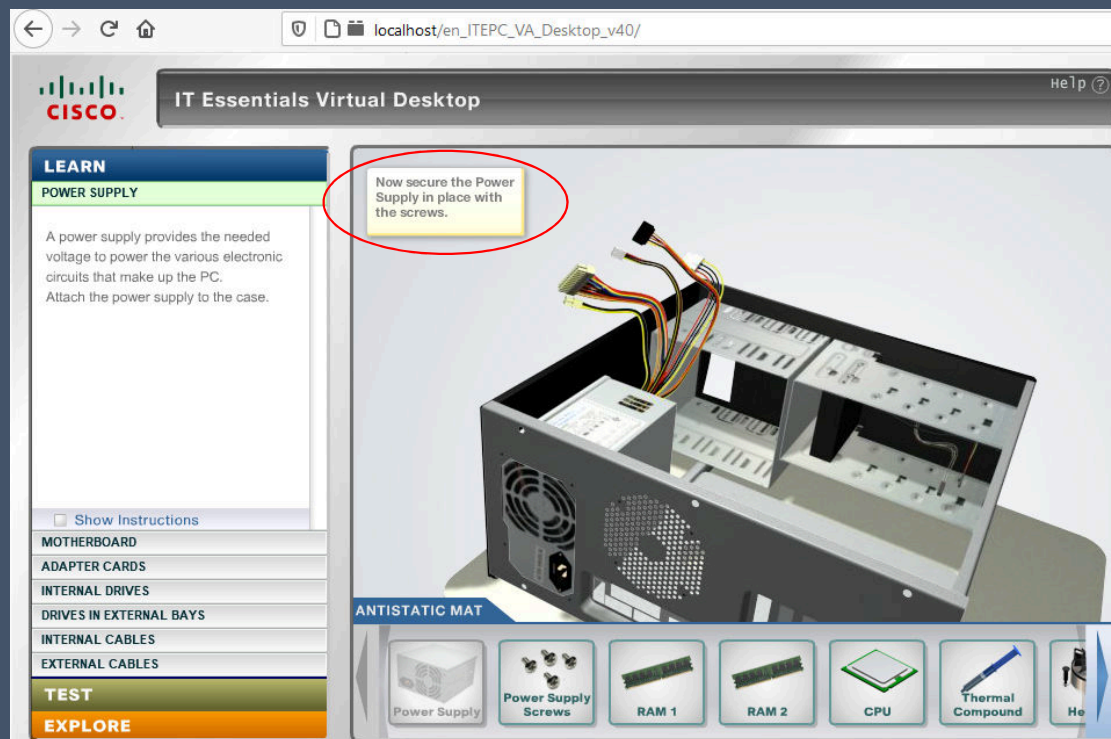 localhost/en_ITEPC_VA_Desktop_v40/
CISCO
IT Essentials Virtual Desktop
Help ?
LEARN
POWER SUPPLY
A power supply provides the needed
voltage to power the various electronic
circuits that make up the PC.
Attach the power supply to the case.
Show Instructions
MOTHERBOARD
ADAPTER CARDS
INTERNAL DRIVES
DRIVES IN EXTERNAL BAYS
INTERNAL CABLES
EXTERNAL CABLES
TEST
EXPLORE
Now secure the Power
Supply in place with
the screws.
ANTISTATIC MAT
Power Supply
Power Supply
Screws
RAM 1
RAM 2
CPU
Thermal
Compound
He